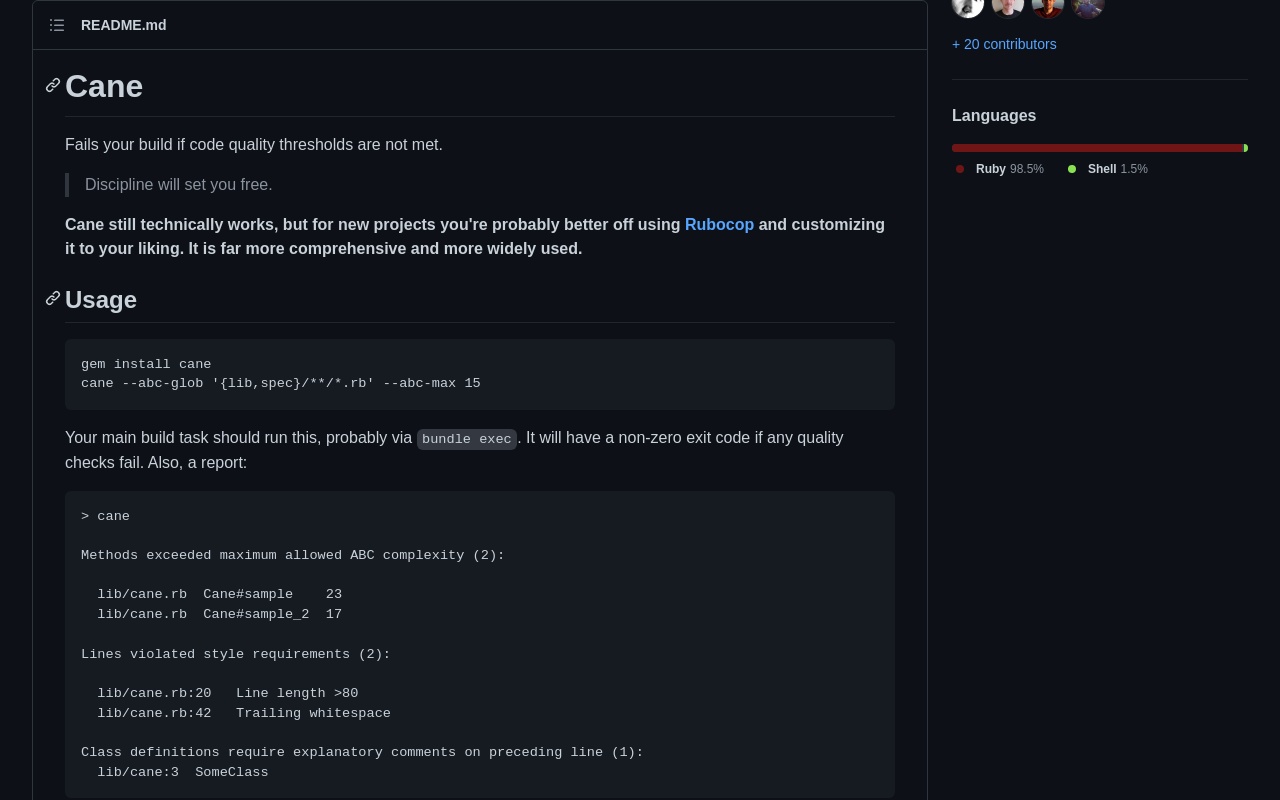 README.md
+ 20 contributors
Cane
Languages
Fails your build if code quality thresholds are not met.
Ruby 98.5% Shell 1.5%
Discipline will set you free.
Cane still technically works, but for new projects you're probably better off using Rubocop and customizing
it to your liking. It is far more comprehensive and more widely used.
Usage
gem install cane
cane --abc-glob '{lib,spec}/**/*.rb' --abc-max 15
Your main build task should run this, probably via bundle exec. It will have a non-zero exit code if any quality
checks fail. Also, a report:
> cane
Methods exceeded maximum allowed ABC complexity (2):
  lib/cane.rb  Cane#sample    23
  lib/cane.rb  Cane#sample_2  17
Lines violated style requirements (2):
  lib/cane.rb:20   Line length >80
  lib/cane.rb:42   Trailing whitespace
Class definitions require explanatory comments on preceding line (1):
  lib/cane:3  SomeClass